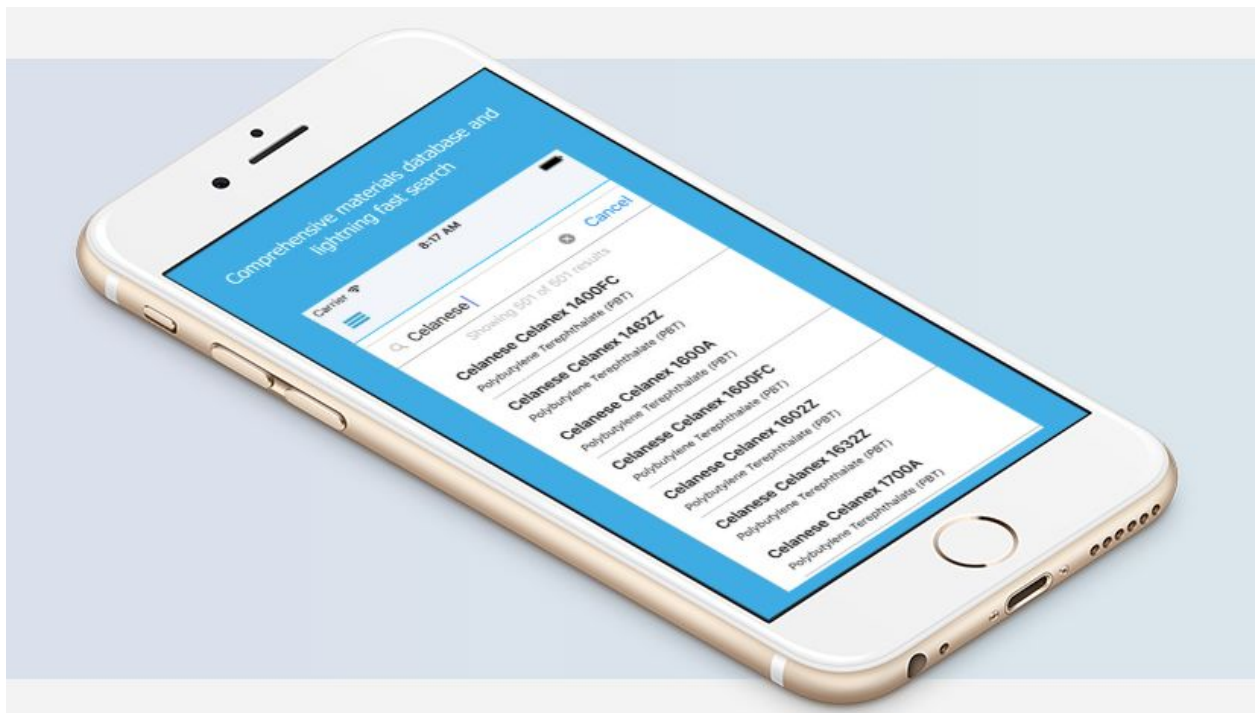 Comprehensive materials database and
lightning fast search
Carrier 8:17 AM
Celanese Cancel
Showing 501 of 501 results
Celanese Celanex 1400FC
Polybutylene Terephthalate (PBT)
Celanese Celanex 1462Z
Polybutylene Terephthalate (PBT)
Celanese Celanex 1600A
Polybutylene Terephthalate (PBT)
Celanese Celanex 1600FC
Polybutylene Terephthalate (PBT)
Celanese Celanex 1602Z
Polybutylene Terephthalate (PBT)
Celanese Celanex 1632Z
Polybutylene Terephthalate (PBT)
Celanese Celanex 1700A
Polybutylene Terephthalate (PBT)